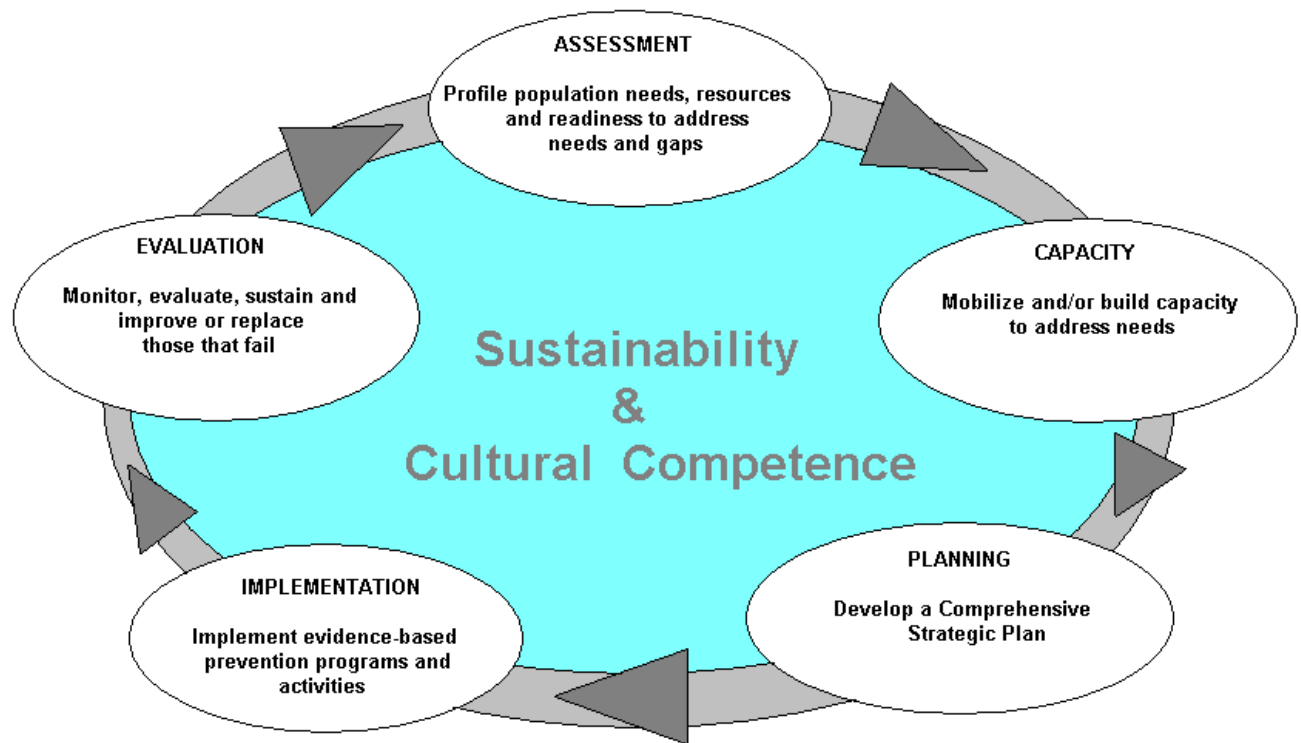 ASSESSMENT
Profile population needs, resources
and readiness to address
needs and gaps
CAPACITY
Mobilize and/or build capacity
to address needs
PLANNING
Develop a Comprehensive
Strategic Plan
IMPLEMENTATION
Implement evidence-based
prevention programs and
activities
EVALUATION
Monitor, evaluate, sustain and
improve or replace
those that fail
Sustainability
&
Cultural Competence